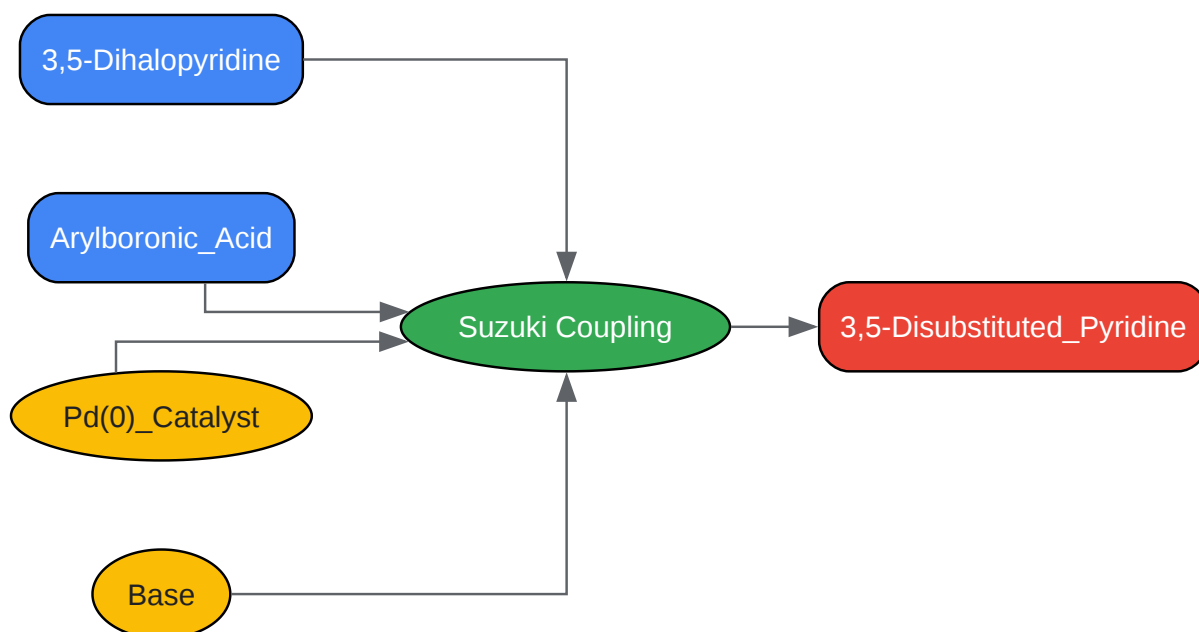 3,5-Dihalopyridine
Arylboronic_Acid
Suzuki Coupling
3,5-Disubstituted_Pyridine
Pd(0)_Catalyst
Base